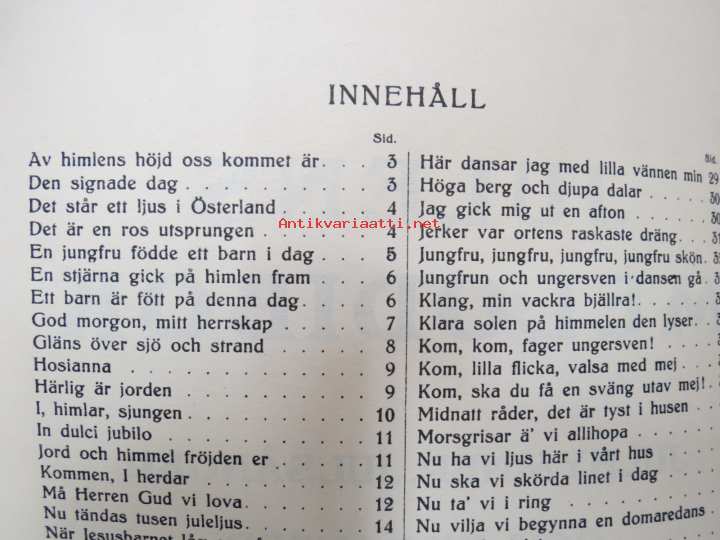 INNEHÅLL
Sid.
Av himlens höjd oss kommet är. . . 3
Den signade dag . . . . . . . . . 3
Det står ett ljus i Österland . . . . 4
Det är en ros utsprungen . . . . . 4
En jungfru födde ett barn i dag . . 5
En stjärna gick på himlen fram . . 6
Ett barn är fött på denna dag . . . 6
God morgon, mitt herrskap . . . . 7
Gläns över sjö och strand . . . . 8
Hosianna . . . . . . . . . . . . 9
Härlig är jorden . . . . . . . . . 9
I, himlar, sjungen . . . . . . . . 10
In dulci jubilo . . . . . . . . . . 11
Jord och himmel fröjden er . . . . 11
Kommen, I herdar . . . . . . . . 12
Må Herren Gud vi lova. . . . . . 12
Nu tändas tusen juleljus. . . . . . 14
När Jesusbarnet
Sid.
Här dansar jag med lilla vännen min 29
Höga berg och djupa dalar . . . . 30
Jag gick mig ut en afton . . . . . 30
Jerker var ortens raskaste dräng.
Jungfru, jungfru, jungfru, jungfru skön.
Jungfrun och ungersven i dansen gå.
Klang, min vackra bjällra!. . . . .
Klara solen på himmelen den lyser .
Kom, kom, fager ungersven! . . .
Kom, lilla flicka, valsa med mej . .
Kom, ska du få en sväng utav mej! .
Midnatt råder, det är tyst i husen .
Morsgrisar ä' vi allihopa . . . . .
Nu ha vi ljus här i vårt hus . . . .
Nu ska vi skörda linet i dag . . .
Nu ta' vi i ring . . . . . . . . .
Nu vilja vi begynna en domaredans .
Antikvariaatti.net